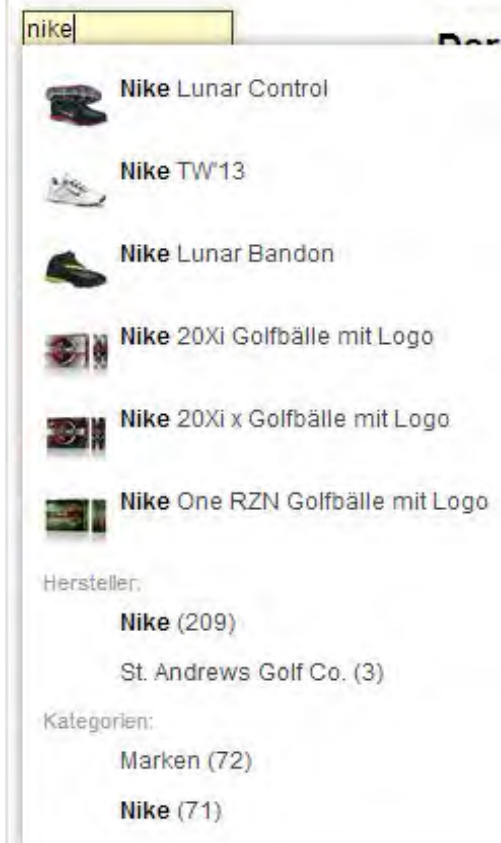 nike
Nike Lunar Control
Nike TW'13
Nike Lunar Bandon
Nike 20Xi Golfbälle mit Logo
Nike 20Xi x Golfbälle mit Logo
Nike One RZN Golfbälle mit Logo
Hersteller:
Nike (209)
St. Andrews Golf Co. (3)
Kategorien:
Marken (72)
Nike (71)